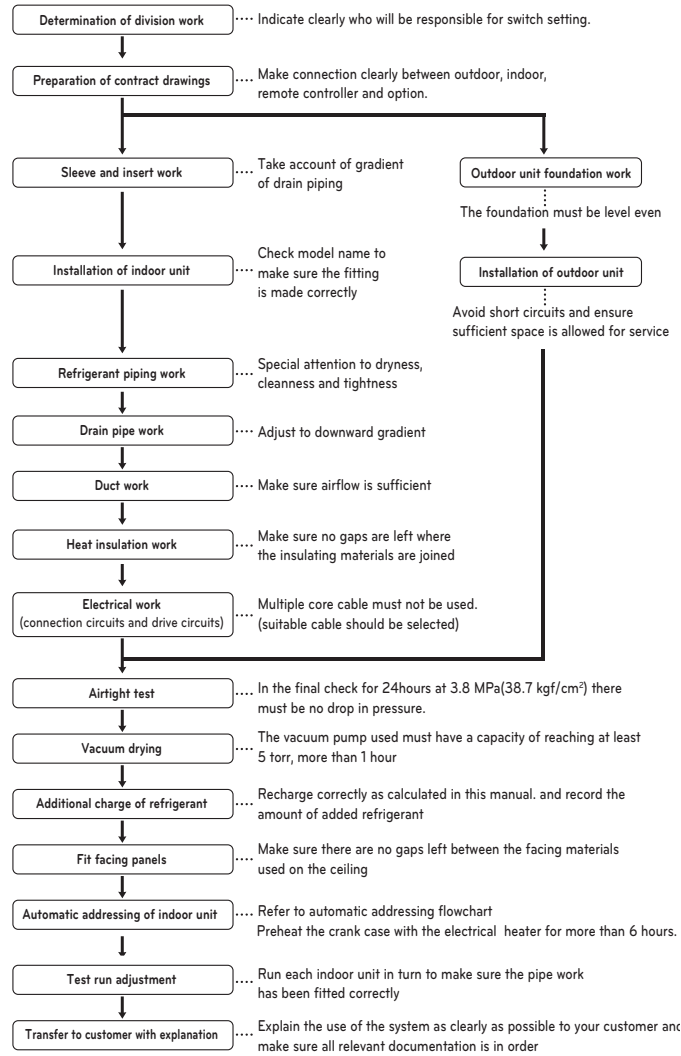 Determination of division work
Indicate clearly who will be responsible for switch setting.
Preparation of contract drawings
Make connection clearly between outdoor, indoor,
remote controller and option.
Sleeve and insert work
Take account of gradient
of drain piping
Outdoor unit foundation work
The foundation must be level even
Installation of indoor unit
Check model name to
make sure the fitting
is made correctly
Installation of outdoor unit
Avoid short circuits and ensure
sufficient space is allowed for service
Refrigerant piping work
Special attention to dryness,
cleanness and tightness
Drain pipe work
Adjust to downward gradient
Duct work
Make sure airflow is sufficient
Heat insulation work
Make sure no gaps are left where
the insulating materials are joined
Electrical work
(connection circuits and drive circuits)
Multiple core cable must not be used.
(suitable cable should be selected)
Airtight test
In the final check for 24hours at 3.8 MPa(38.7 kgf/cm²) there
must be no drop in pressure.
Vacuum drying
The vacuum pump used must have a capacity of reaching at least
5 torr, more than 1 hour
Additional charge of refrigerant
Recharge correctly as calculated in this manual. and record the
amount of added refrigerant
Fit facing panels
Make sure there are no gaps left between the facing materials
used on the ceiling
Automatic addressing of indoor unit
Refer to automatic addressing flowchart
Preheat the crank case with the electrical heater for more than 6 hours.
Test run adjustment
Run each indoor unit in turn to make sure the pipe work
has been fitted correctly
Transfer to customer with explanation
Explain the use of the system as clearly as possible to your customer and
make sure all relevant documentation is in order